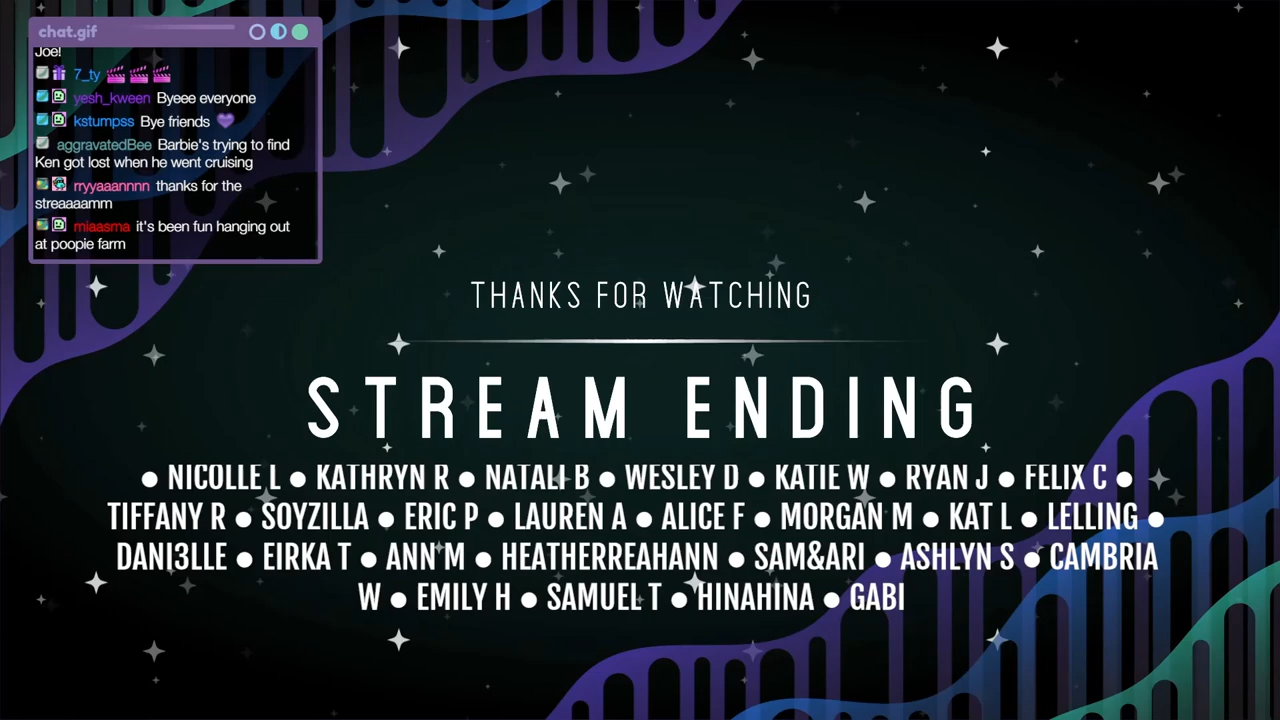 chat.gif
Joe!
7_ty
yesh_kween Byeee everyone
kstumpss Bye friends
aggravatedBee Barbie's trying to find
Ken got lost when he went cruising
rryyaaannnn thanks for the
streaaaamm
miaasma it's been fun hanging out
at poopie farm
THANKS FOR WATCHING
STREAM ENDING
● NICOLLE L ● KATHRYN R ● NATALI B ● WESLEY D ● KATIE W ● RYAN J ● FELIX C ●
TIFFANY R ● SOYZILLA ● ERIC P ● LAUREN A ● ALICE F ● MORGAN M ● KAT L ● LELLING ●
DANI3LLE ● EIRKA T ● ANN M ● HEATHERREAHANN ● SAM&ARI ● ASHLYN S ● CAMBRIA
W ● EMILY H ● SAMUEL T ● HINAHINA ● GABI